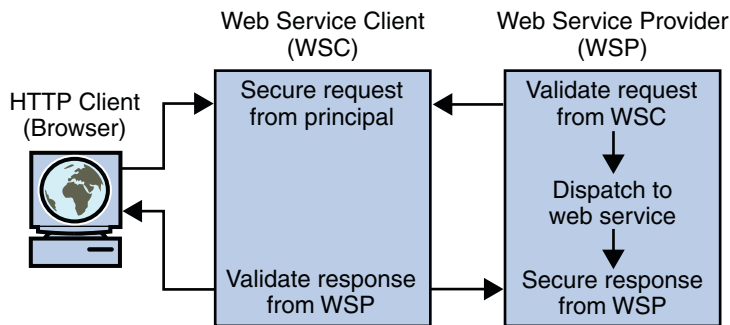 Web Service Client
(WSC)
Web Service Provider
(WSP)
HTTP Client
(Browser)
Secure request
from principal
Validate request
from WSC
Dispatch to
web service
Validate response
from WSP
Secure response
from WSP